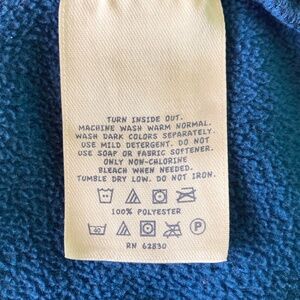 TURN INSIDE OUT.
MACHINE WASH WARM NORMAL.
WASH DARK COLORS SEPARATELY.
USE MILD DETERGENT. DO NOT
USE SOAP OR FABRIC SOFTENER.
ONLY NON-CHLORINE
BLEACH WHEN NEEDED.
TUMBLE DRY LOW. DO NOT IRON.
100% POLYESTER
P
RN 62830